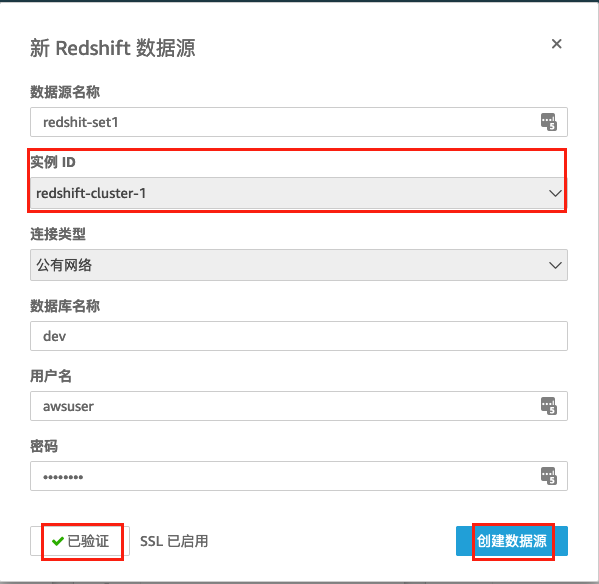 新 Redshift 数据源
数据源名称
redshit-set1
实例 ID
redshift-cluster-1
连接类型
公有网络
数据库名称
dev
用户名
awsuser
密码
••••••••
已验证 SSL 已启用 创建数据源